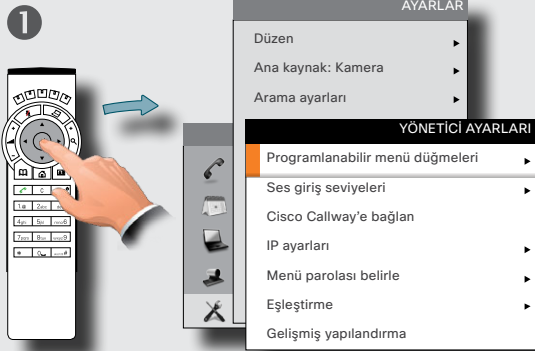 1
AYARLAR
Düzen
Ana kaynak: Kamera
Arama ayarları
YÖNETİCİ AYARLARI
Programlanabilir menü düğmeleri
Ses giriş seviyeleri
Cisco Callway'e bağlan
IP ayarları
Menü parolası belirle
Eşleştirme
Gelişmiş yapılandırma